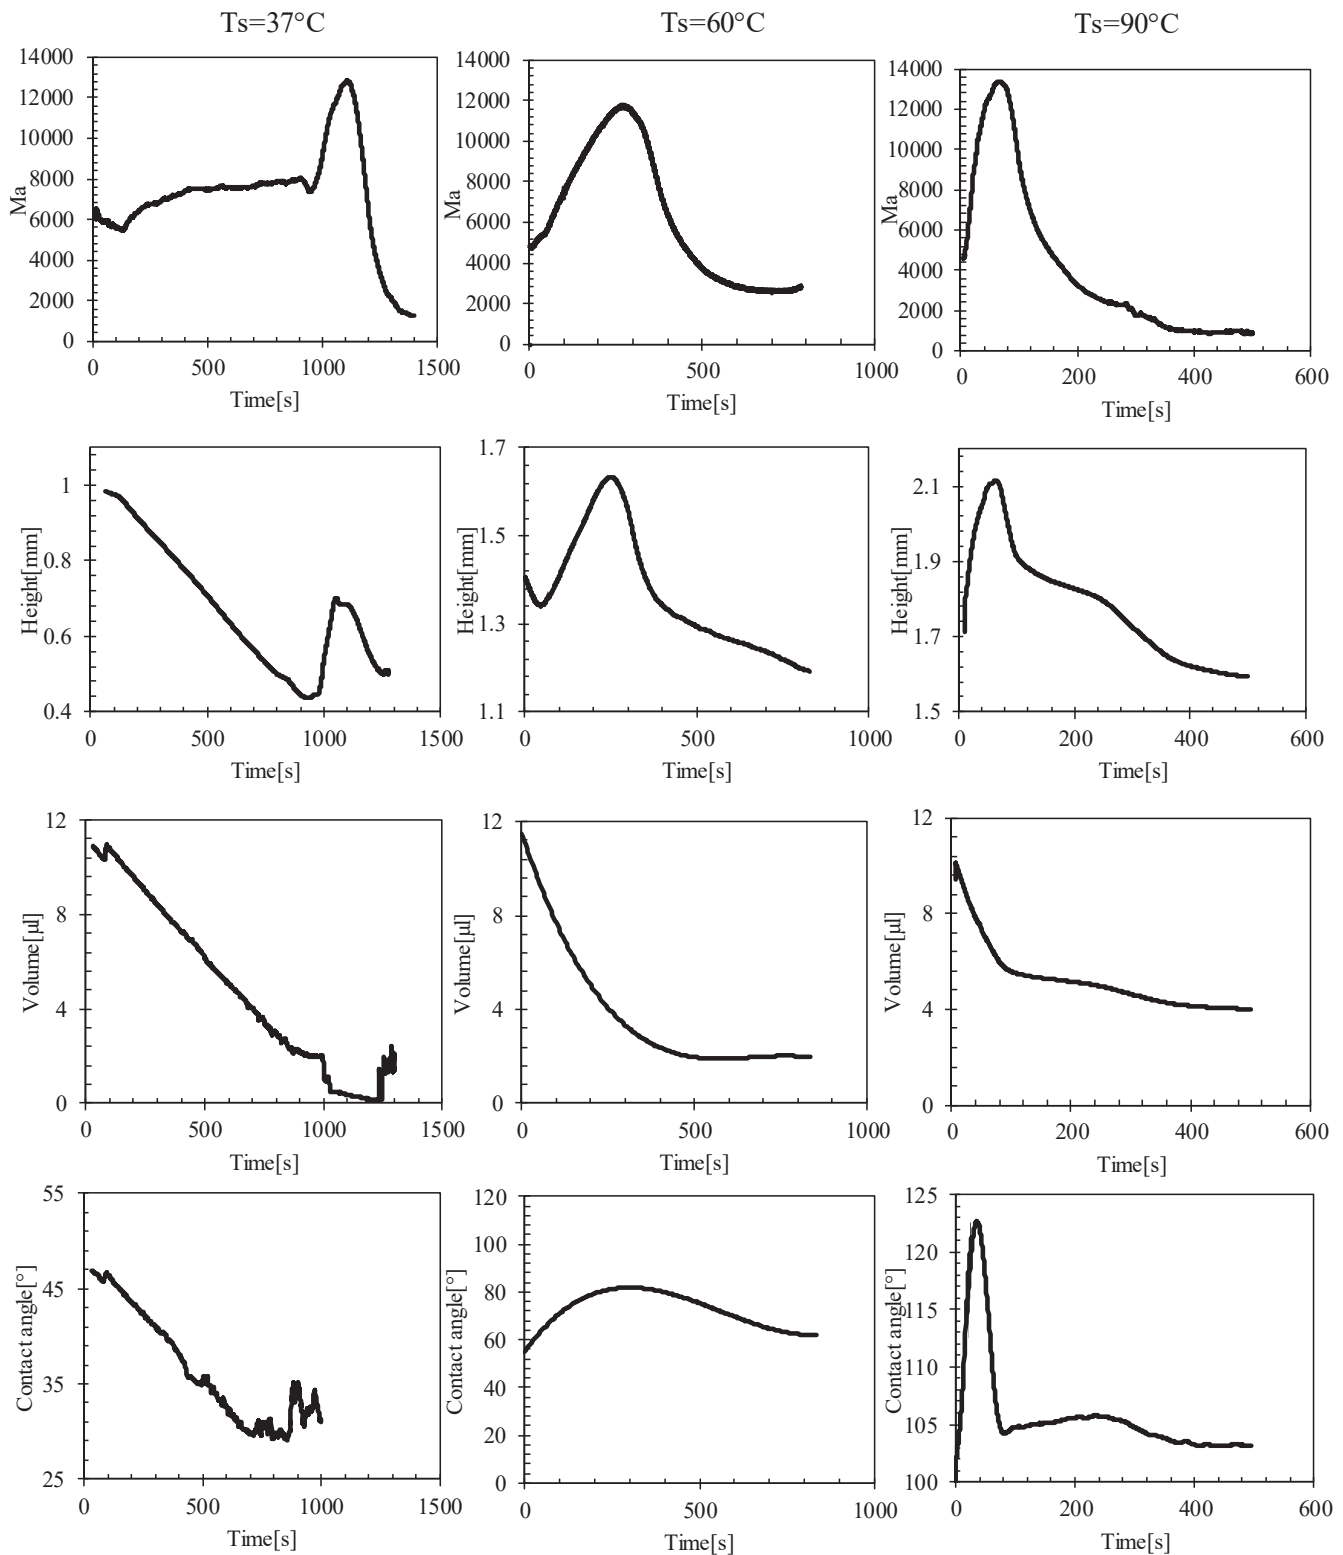 Ts=37°C
Ts=60°C
Ts=90°C
14000
12000
10000
8000
6000
4000
2000
0
Ma
0 500 1000 1500
Time[s]
14000
12000
10000
8000
6000
4000
2000
0
Ma
0 500 1000
Time[s]
14000
12000
10000
8000
6000
4000
2000
0
Ma
0 200 400 600
Time[s]
1
0.8
0.6
0.4
Height[mm]
0 500 1000 1500
Time[s]
1.7
1.5
1.3
1.1
Height[mm]
0 500 1000
Time[s]
2.1
1.9
1.7
1.5
Height[mm]
0 200 400 600
Time[s]
12
8
4
0
Volume[µl]
0 500 1000 1500
Time[s]
12
8
4
0
Volume[µl]
0 500 1000
Time[s]
12
8
4
0
Volume[µl]
0 200 400 600
Time[s]
55
45
35
25
Contact angle[°]
0 500 1000 1500
Time[s]
120
100
80
60
40
20
0
Contact angle[°]
0 500 1000
Time[s]
125
120
115
110
105
100
Contact angle[°]
0 200 400 600
Time[s]